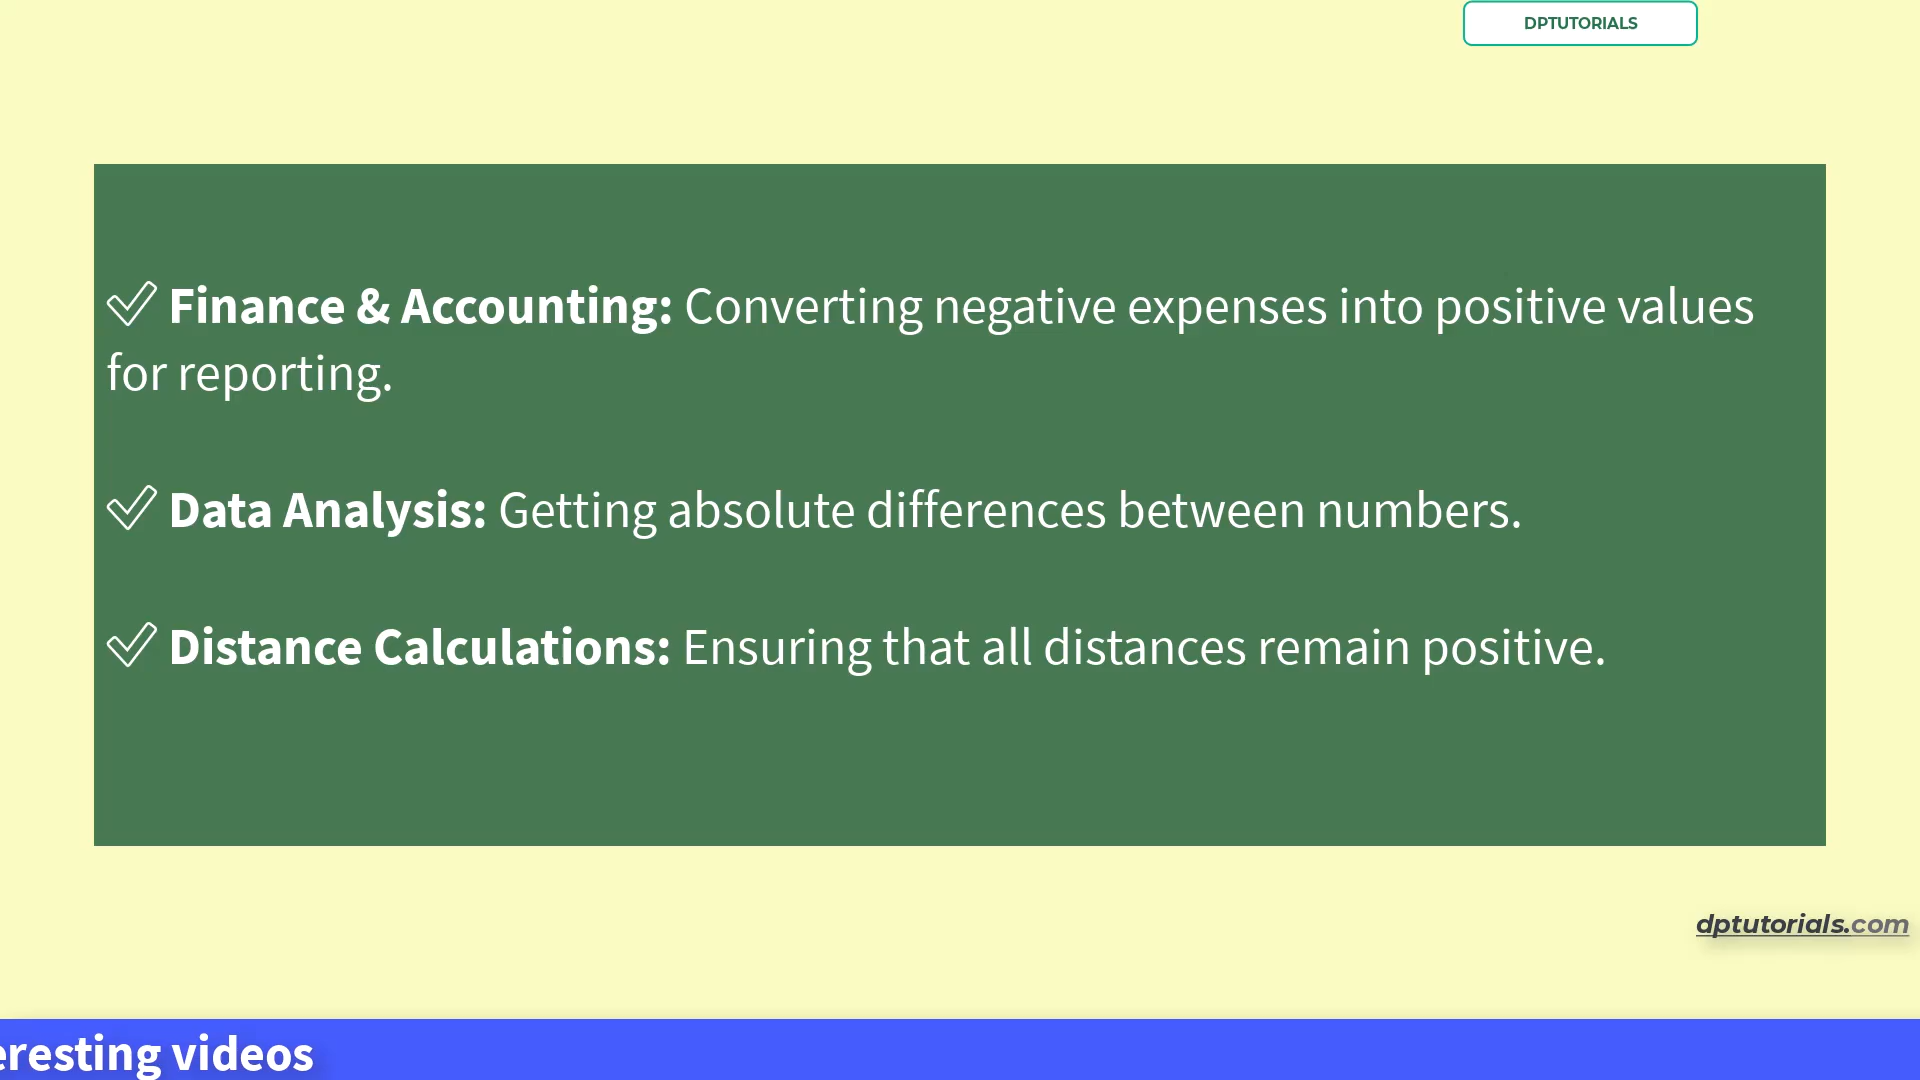 DPTUTORIALS
✓ Finance & Accounting: Converting negative expenses into positive values
for reporting.
✓ Data Analysis: Getting absolute differences between numbers.
✓ Distance Calculations: Ensuring that all distances remain positive.
dptutorials.com
eresting videos